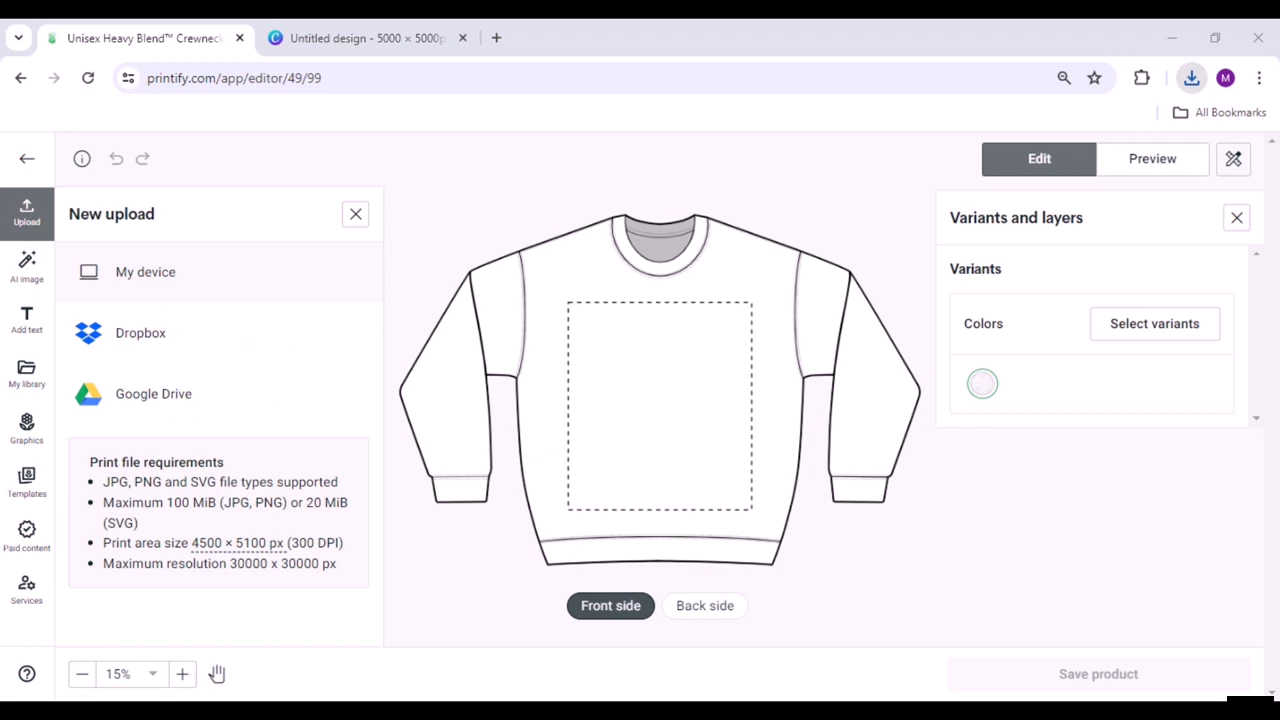 Unisex Heavy Blend™ Crewneck
Untitled design - 5000 × 5000p
printify.com/app/editor/49/99
M
All Bookmarks
Edit
Preview
Upload
New upload
Variants and layers
My device
AI image
Variants
Add text
Dropbox
Colors
Select variants
My library
Google Drive
Graphics
Print file requirements
• JPG, PNG and SVG file types supported
• Maximum 100 MiB (JPG, PNG) or 20 MiB
(SVG)
• Print area size 4500 × 5100 px (300 DPI)
• Maximum resolution 30000 x 30000 px
Templates
Paid content
Services
Front side
Back side
15%
Save product